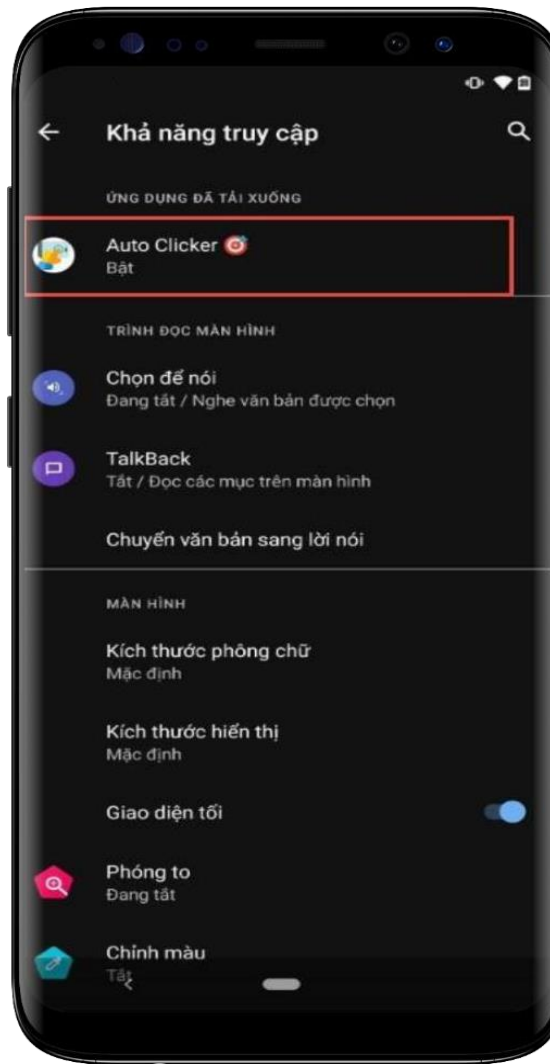 Khả năng truy cập
ỨNG DỤNG ĐÃ TẢI XUỐNG
Auto Clicker 🎯
Bật
TRÌNH ĐỌC MÀN HÌNH
Chọn để nói
Đang tắt / Nghe văn bản được chọn
TalkBack
Tắt / Đọc các mục trên màn hình
Chuyển văn bản sang lời nói
MÀN HÌNH
Kích thước phông chữ
Mặc định
Kích thước hiển thị
Mặc định
Giao diện tối
Phóng to
Đang tắt
Chỉnh màu
Tắt